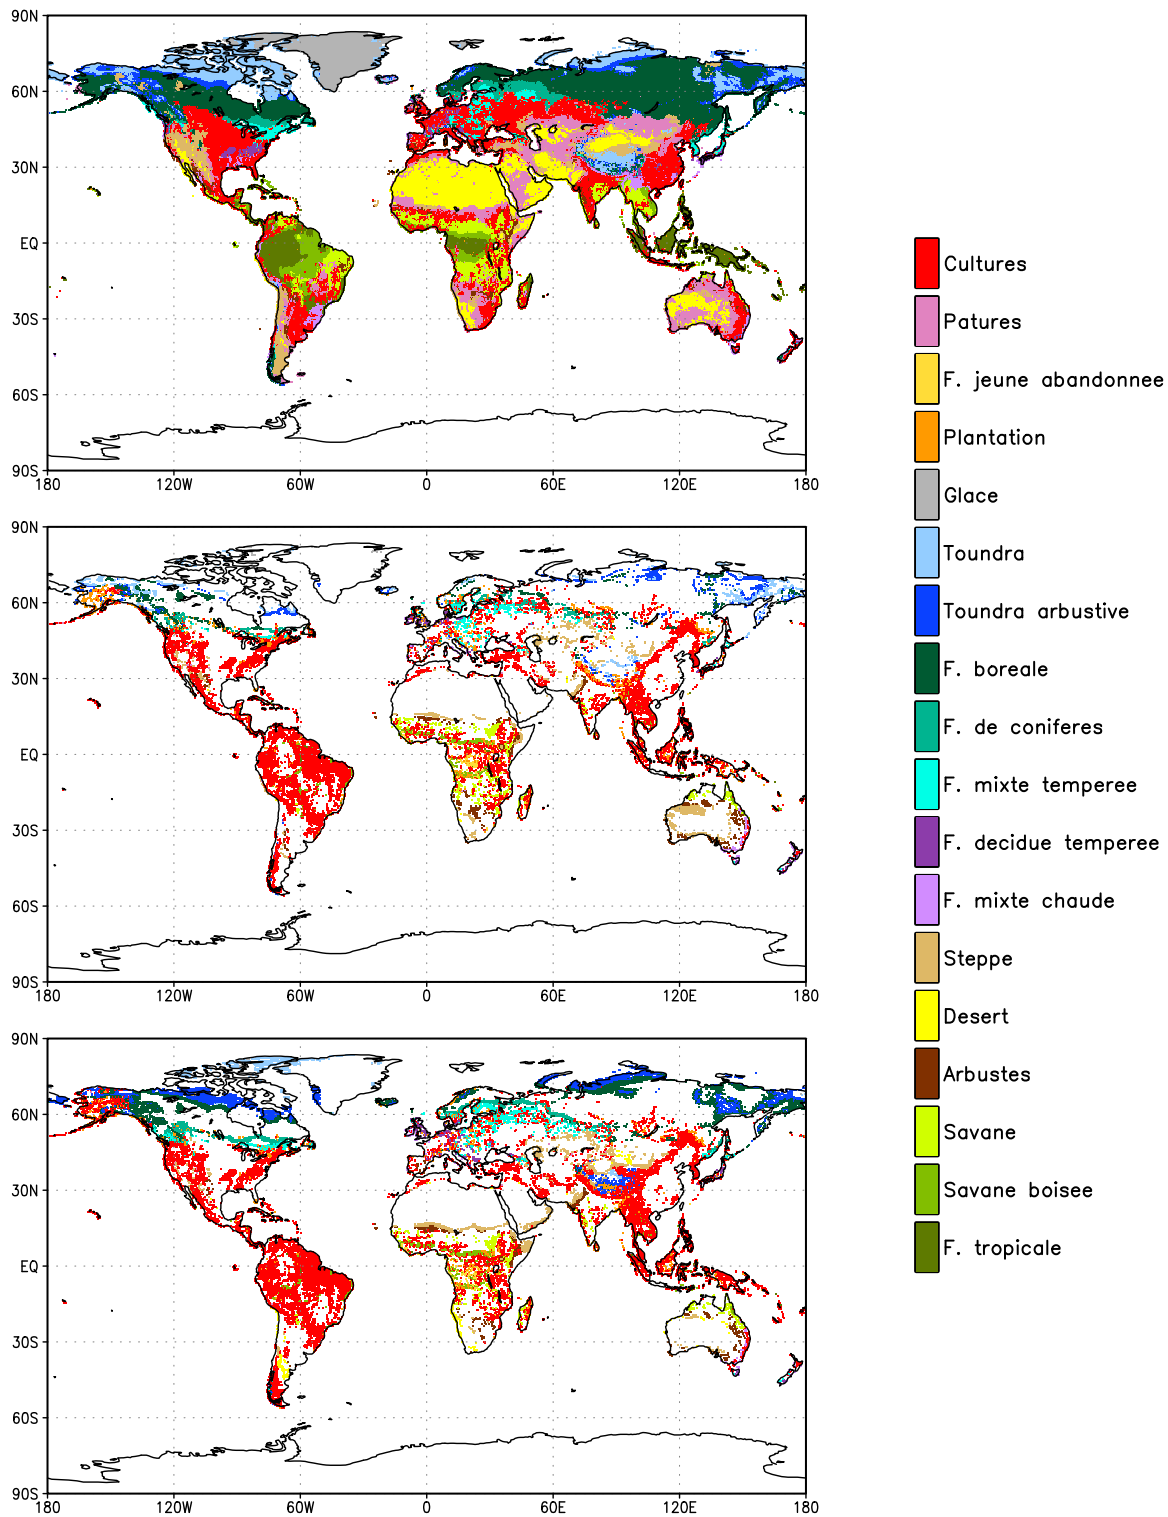 90N
60N
30N
EQ
30S
60S
90S
180 120W 60W 0 60E 120E 180
90N
60N
30N
EQ
30S
60S
90S
180 120W 60W 0 60E 120E 180
90N
60N
30N
EQ
30S
60S
90S
180 120W 60W 0 60E 120E 180
Cultures
Patures
F. jeune abandonnee
Plantation
Glace
Toundra
Toundra arbustive
F. boreale
F. de coniferes
F. mixte temperee
F. decidue temperee
F. mixte chaude
Steppe
Desert
Arbustes
Savane
Savane boisee
F. tropicale